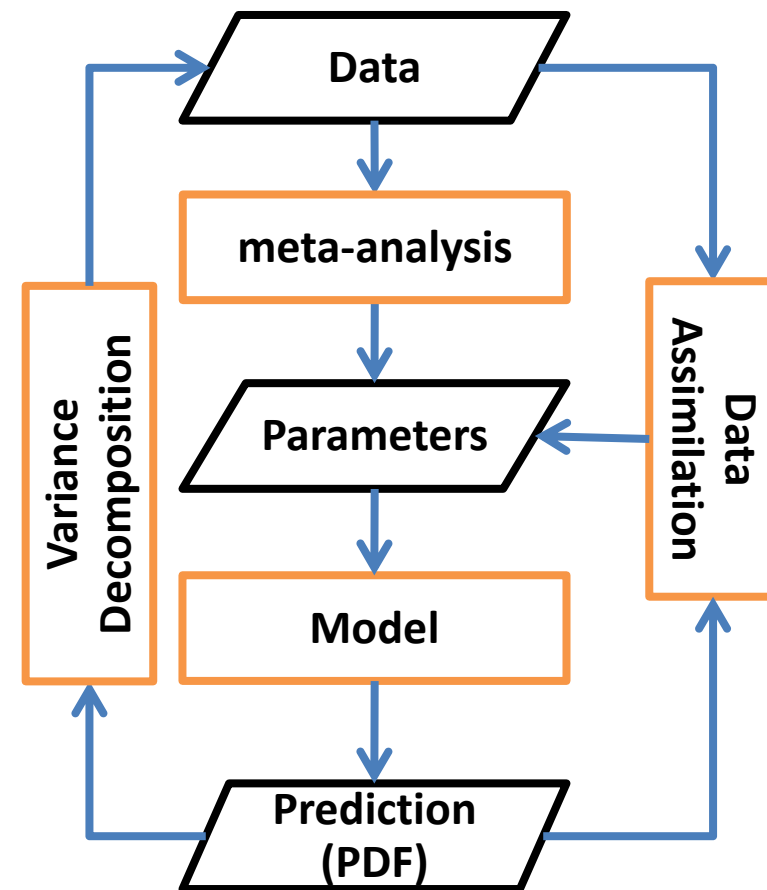 Data
meta-analysis
Parameters
Model
Prediction
(PDF)
Variance
Decomposition
Data
Assimilation